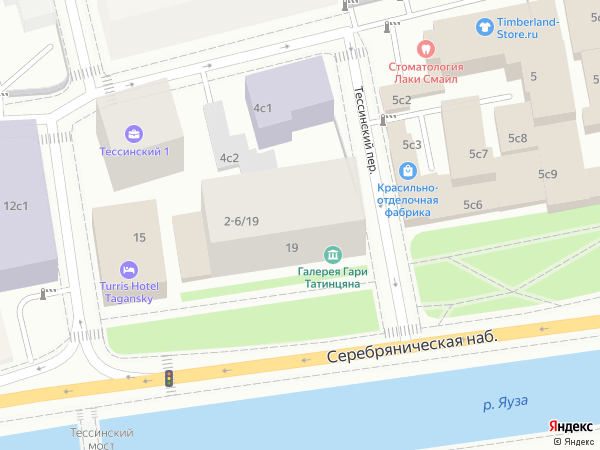 Timberland-
Store.ru
5с
Стоматология
Лаки Смайл
5
5с2
4с1
Тессинский пер.
5с8
Тессинский 1
5с3
5с7
4с2
5с9
Красильно-
отделочная
фабрика
12с1
5с6
2-6/19
15
19
Галерея Гари
Татинцяна
Turris Hotel
Tagansky
Серебряническая наб.
р. Яуза
Тессинский
мост
Яндекс
© Яндекс